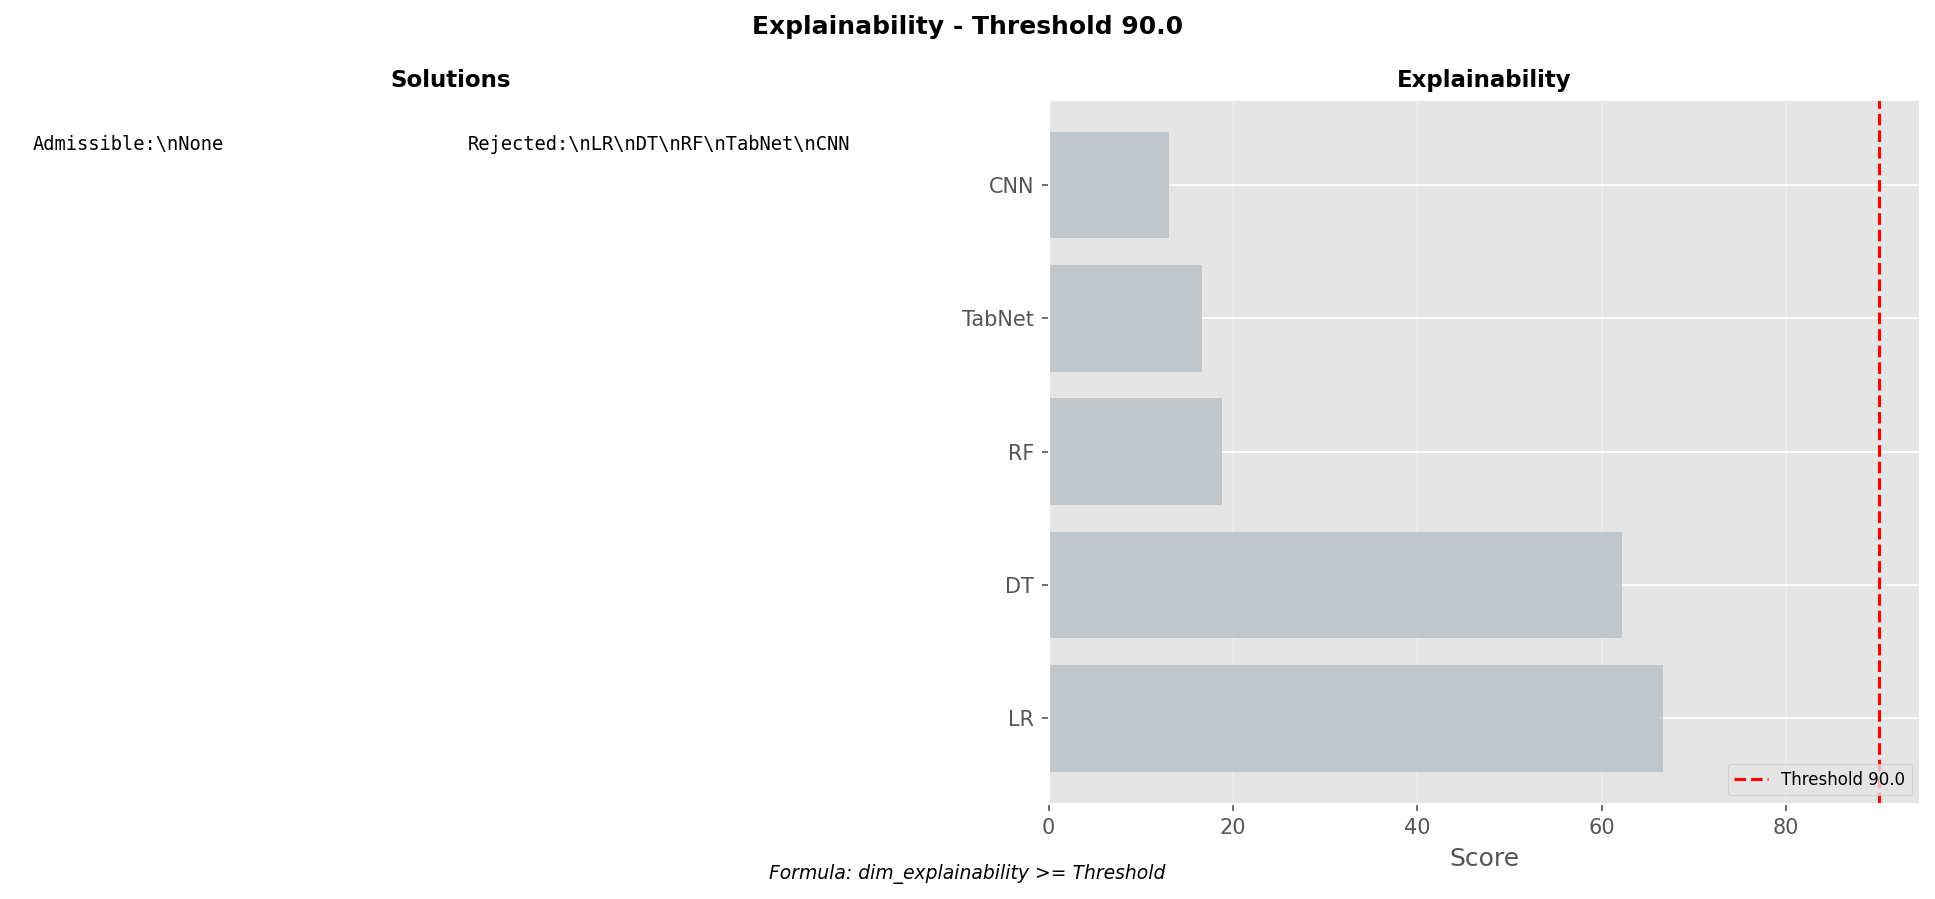 Explainability - Threshold 90.0
Solutions
Admissible:\nNone
Rejected:\nLR\nDT\nRF\nTabNet\nCNN
Explainability
CNN
TabNet
RF
DT
LR
Threshold 90.0
0 20 40 60 80
Score
Formula: dim_explainability >= Threshold